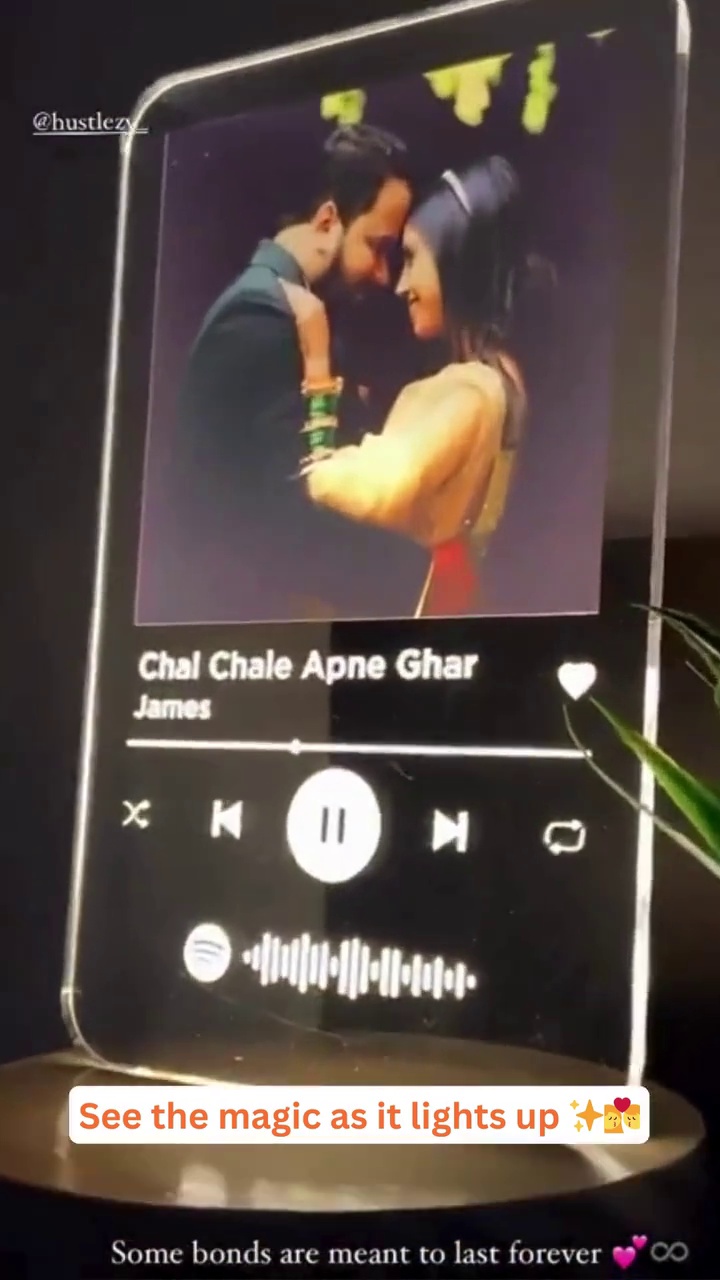 @hustlezy_
Chal Chale Apne Ghar
James
See the magic as it lights up ✨💏
Some bonds are meant to last forever 💕♾